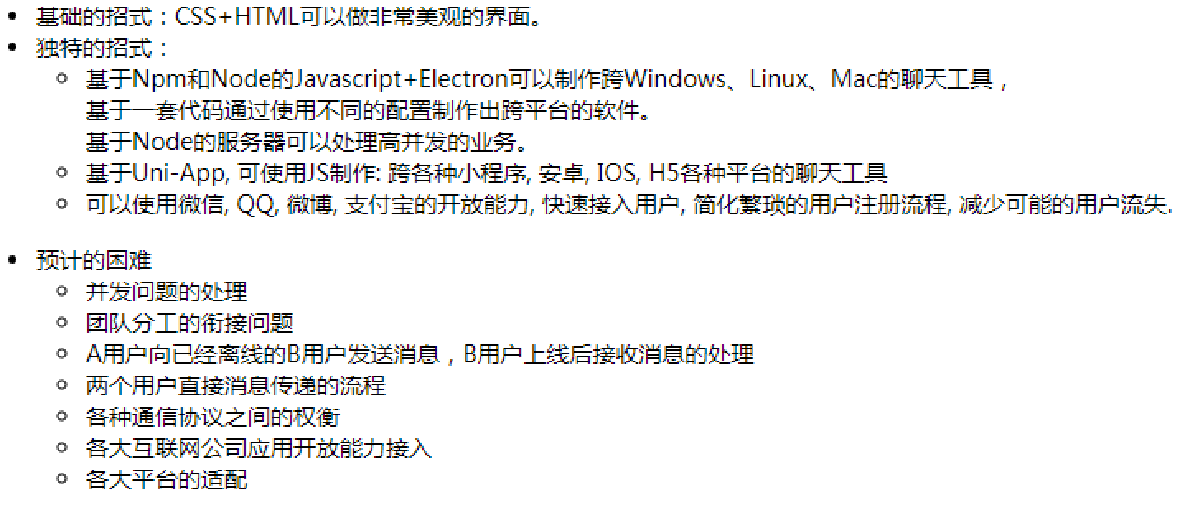 基础的招式：CSS+HTML可以做非常美观的界面。
独特的招式：
基于Npm和Node的Javascript+Electron可以制作跨Windows、Linux、Mac的聊天工具，
基于一套代码通过使用不同的配置制作出跨平台的软件。
基于Node的服务器可以处理高并发的业务。
基于Uni-App, 可使用JS制作: 跨各种小程序, 安卓, IOS, H5各种平台的聊天工具
可以使用微信, QQ, 微博, 支付宝的开放能力, 快速接入用户, 简化繁琐的用户注册流程, 减少可能的用户流失.
预计的困难
并发问题的处理
团队分工的衔接问题
A用户向已经离线的B用户发送消息，B用户上线后接收消息的处理
两个用户直接消息传递的流程
各种通信协议之间的权衡
各大互联网公司应用开放能力接入
各大平台的适配